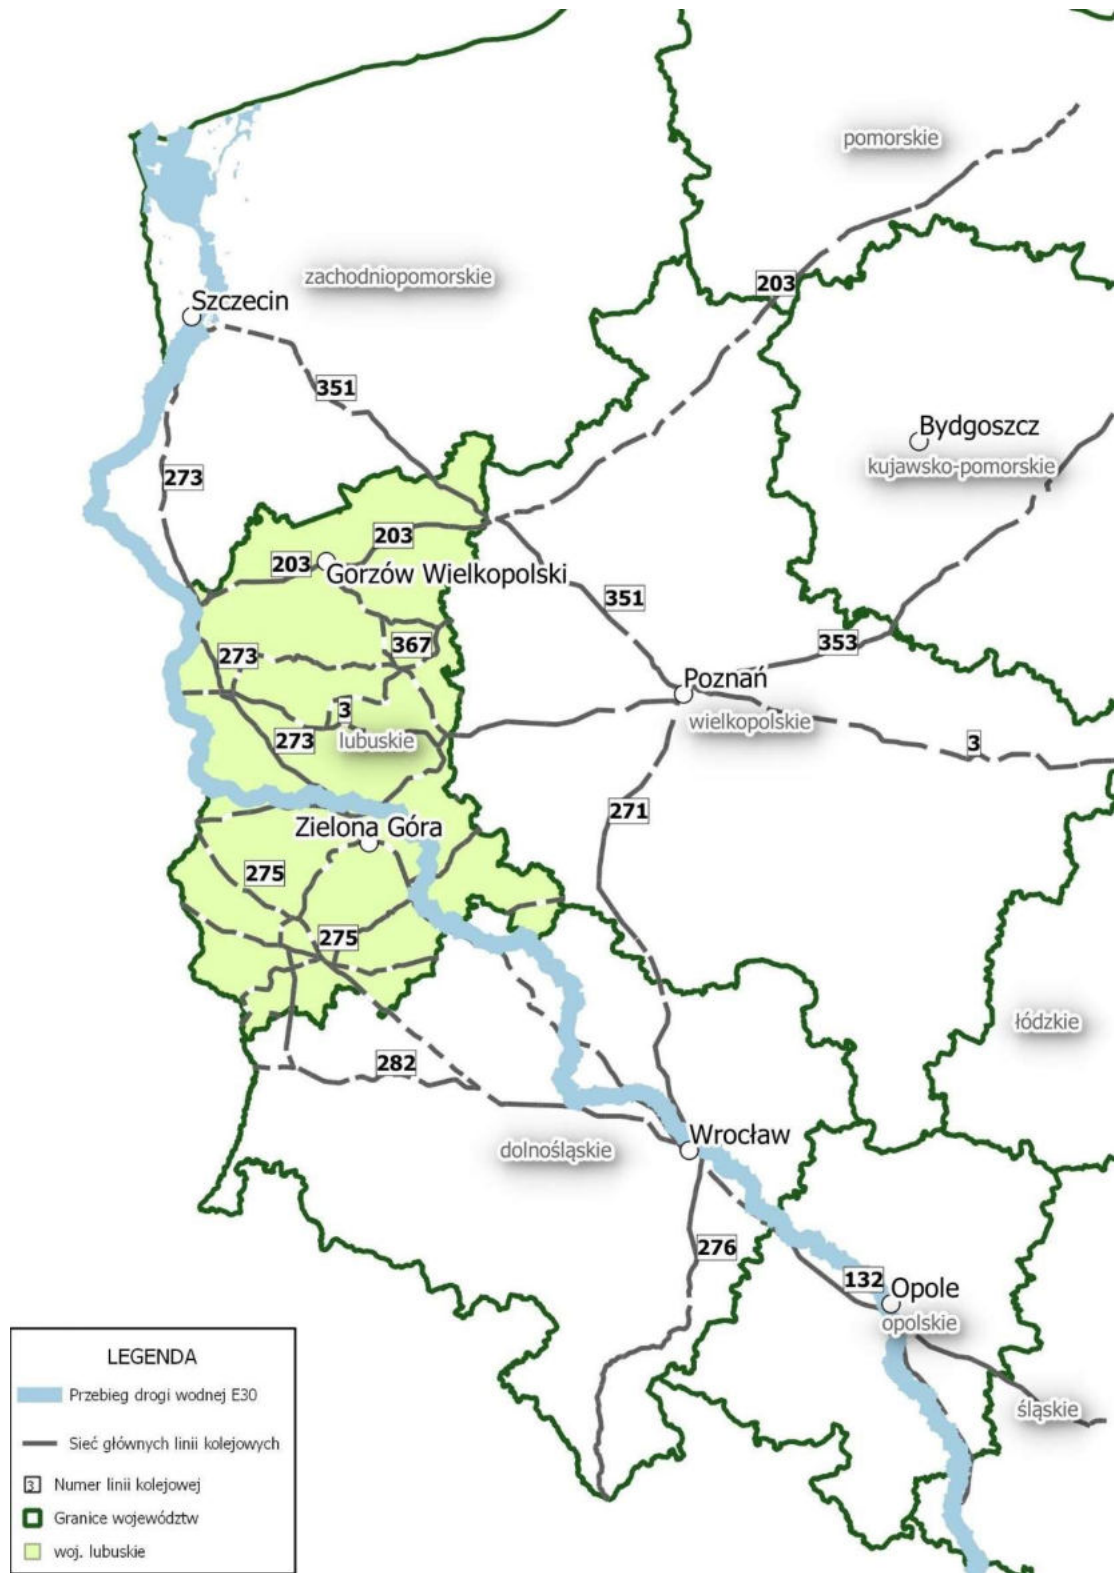 pomorskie
zachodniopomorskie
203
Szczecin
351
Bydgoszcz
kujawsko-pomorskie
273
203
203
Gorzów Wielkopolski
351
353
367
273
Poznań
3
wielkopolskie
273
lubuskie
3
271
Zielona Góra
275
275
łódzkie
282
Wrocław
dolnośląskie
276
132
Opole
opolskie
śląskie
LEGENDA
Przebieg drogi wodnej E30
Sieć głównych linii kolejowych
3 Numer linii kolejowej
Granice województw
woj. lubuskie